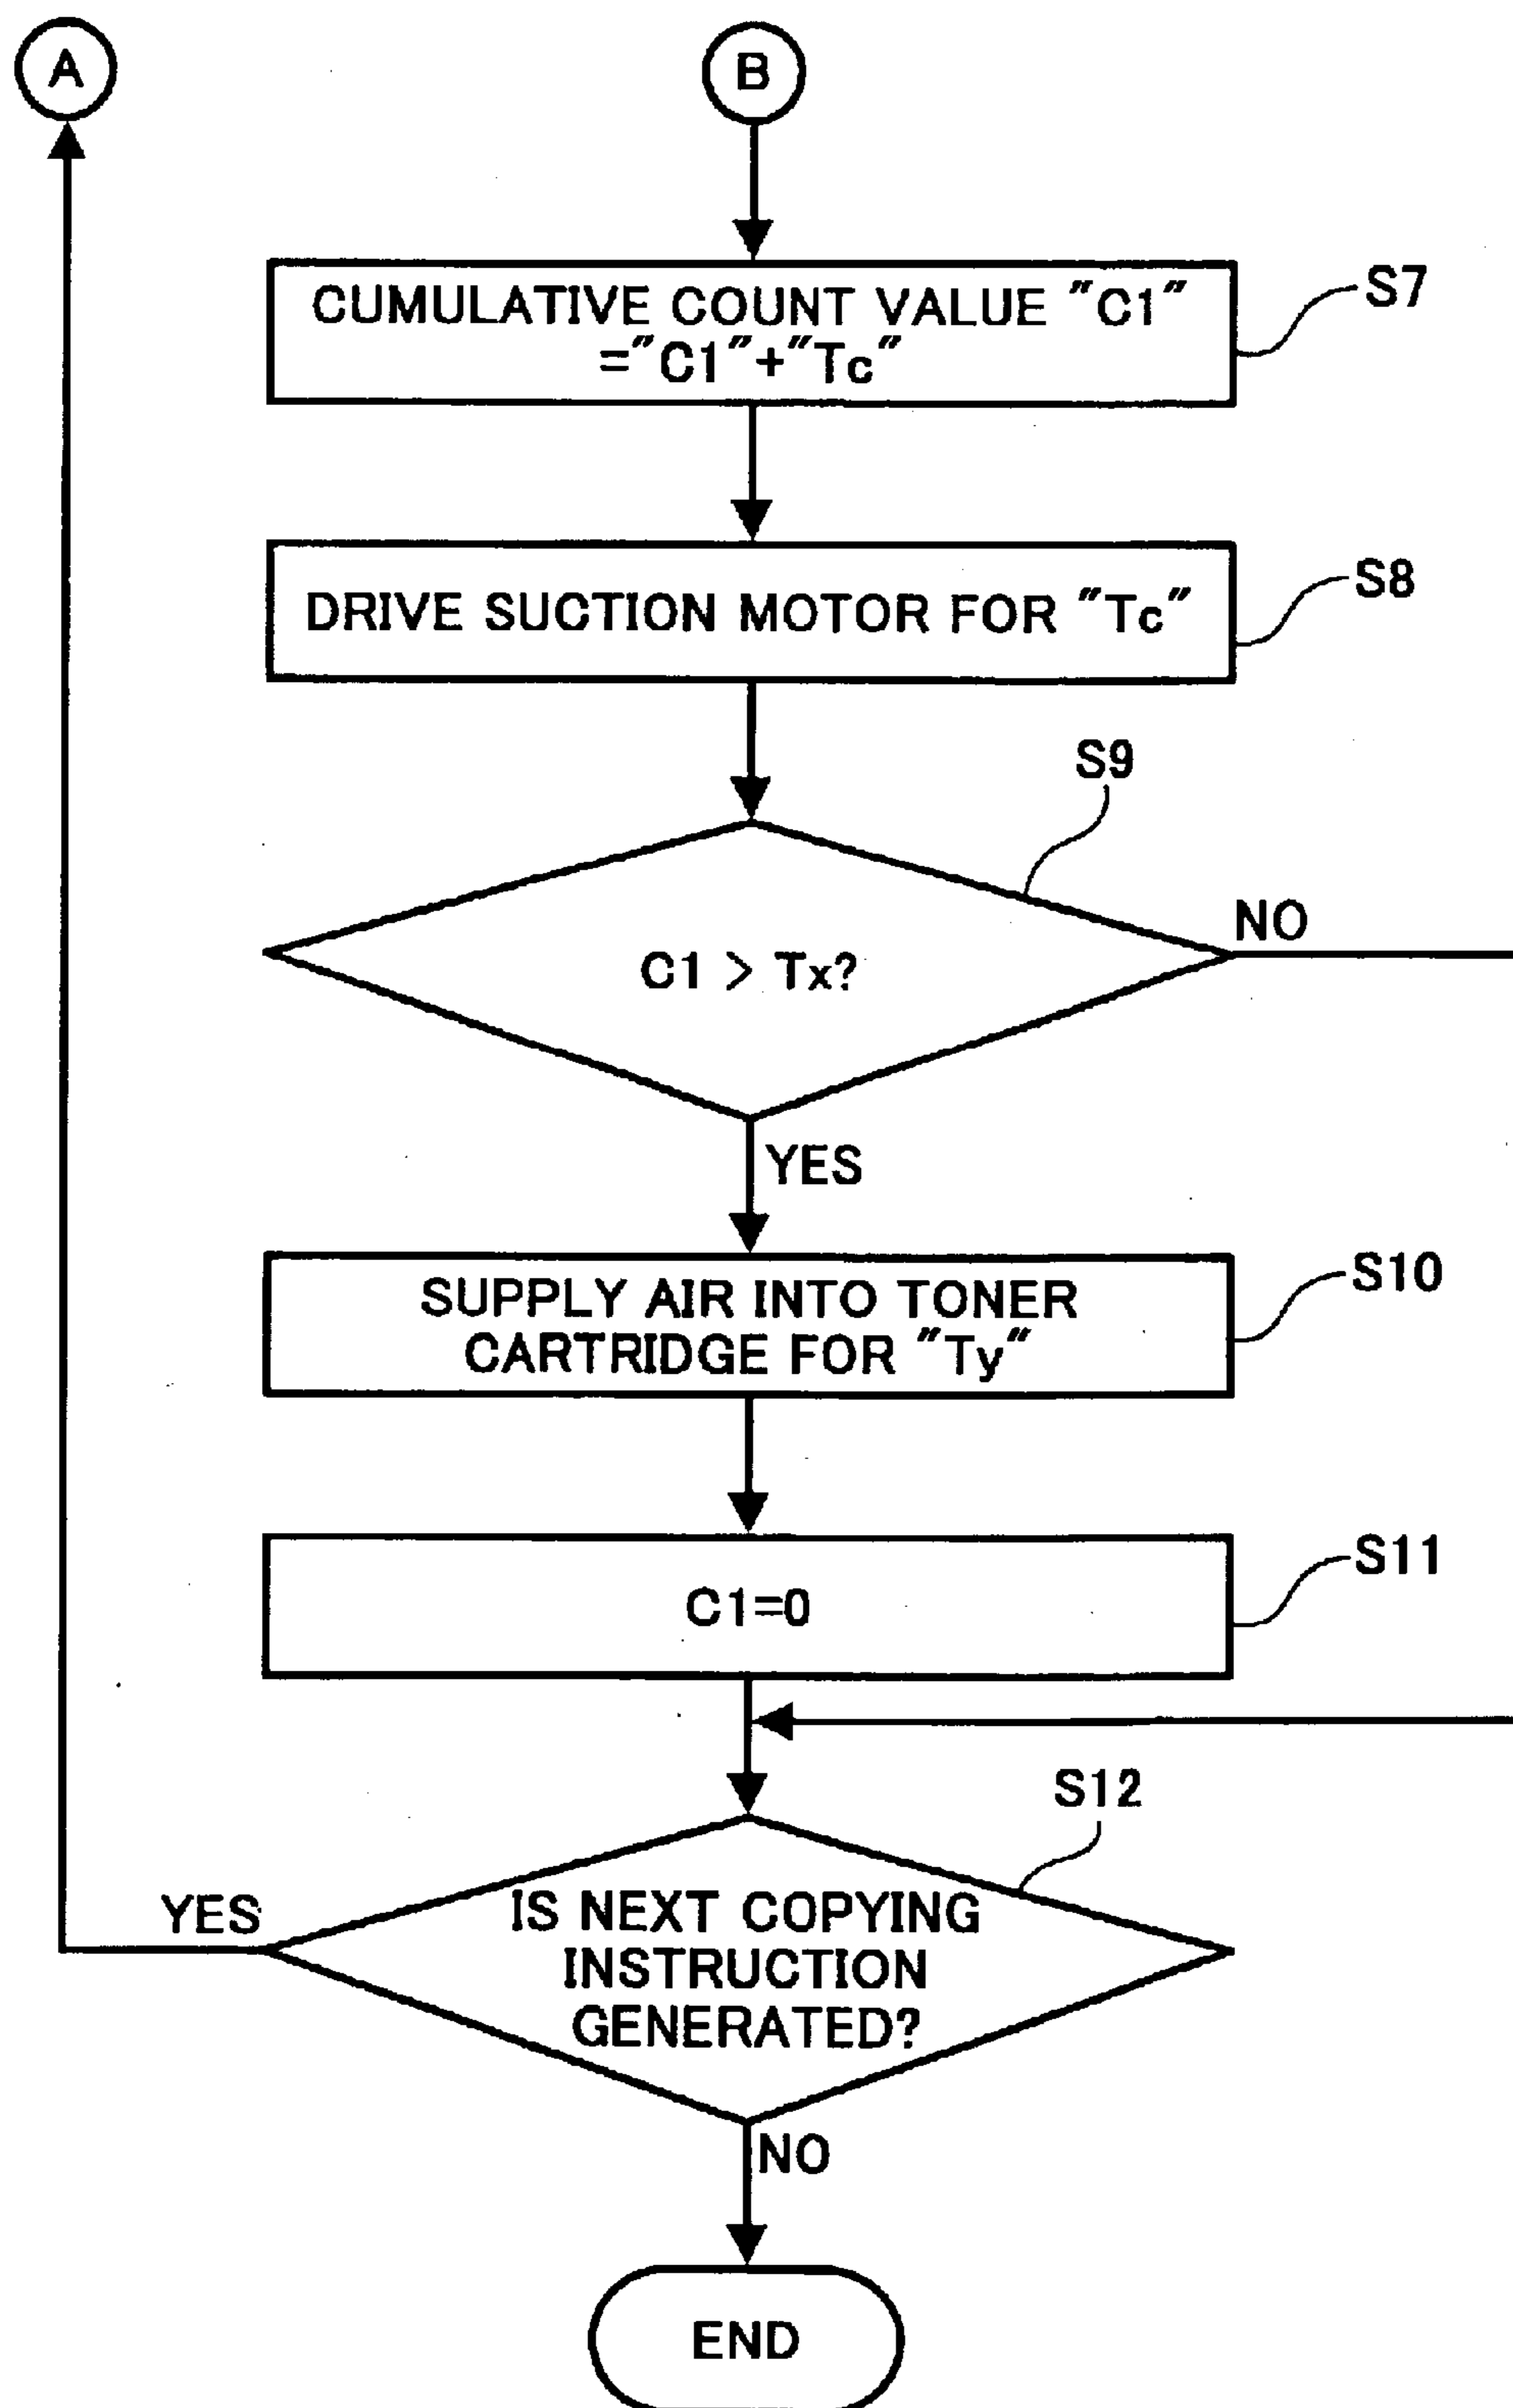 A
B
CUMULATIVE COUNT VALUE "C1"
="C1"+"Tc"
S7
DRIVE SUCTION MOTOR FOR "Tc"
S8
S9
C1 > Tx?
NO
YES
SUPPLY AIR INTO TONER
CARTRIDGE FOR "Ty"
S10
C1=0
S11
S12
IS NEXT COPYING
INSTRUCTION
GENERATED?
YES
NO
END